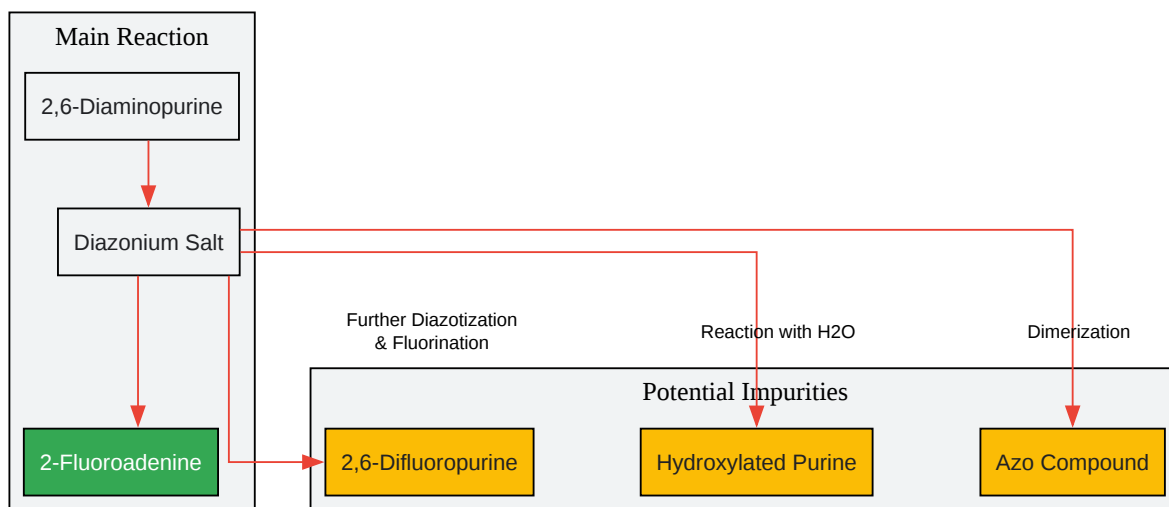 Main Reaction
2,6-Diaminopurine
Diazonium Salt
Further Diazotization
& Fluorination
Reaction with H2O
Dimerization
Potential Impurities
2-Fluoroadenine
2,6-Difluoropurine
Hydroxylated Purine
Azo Compound